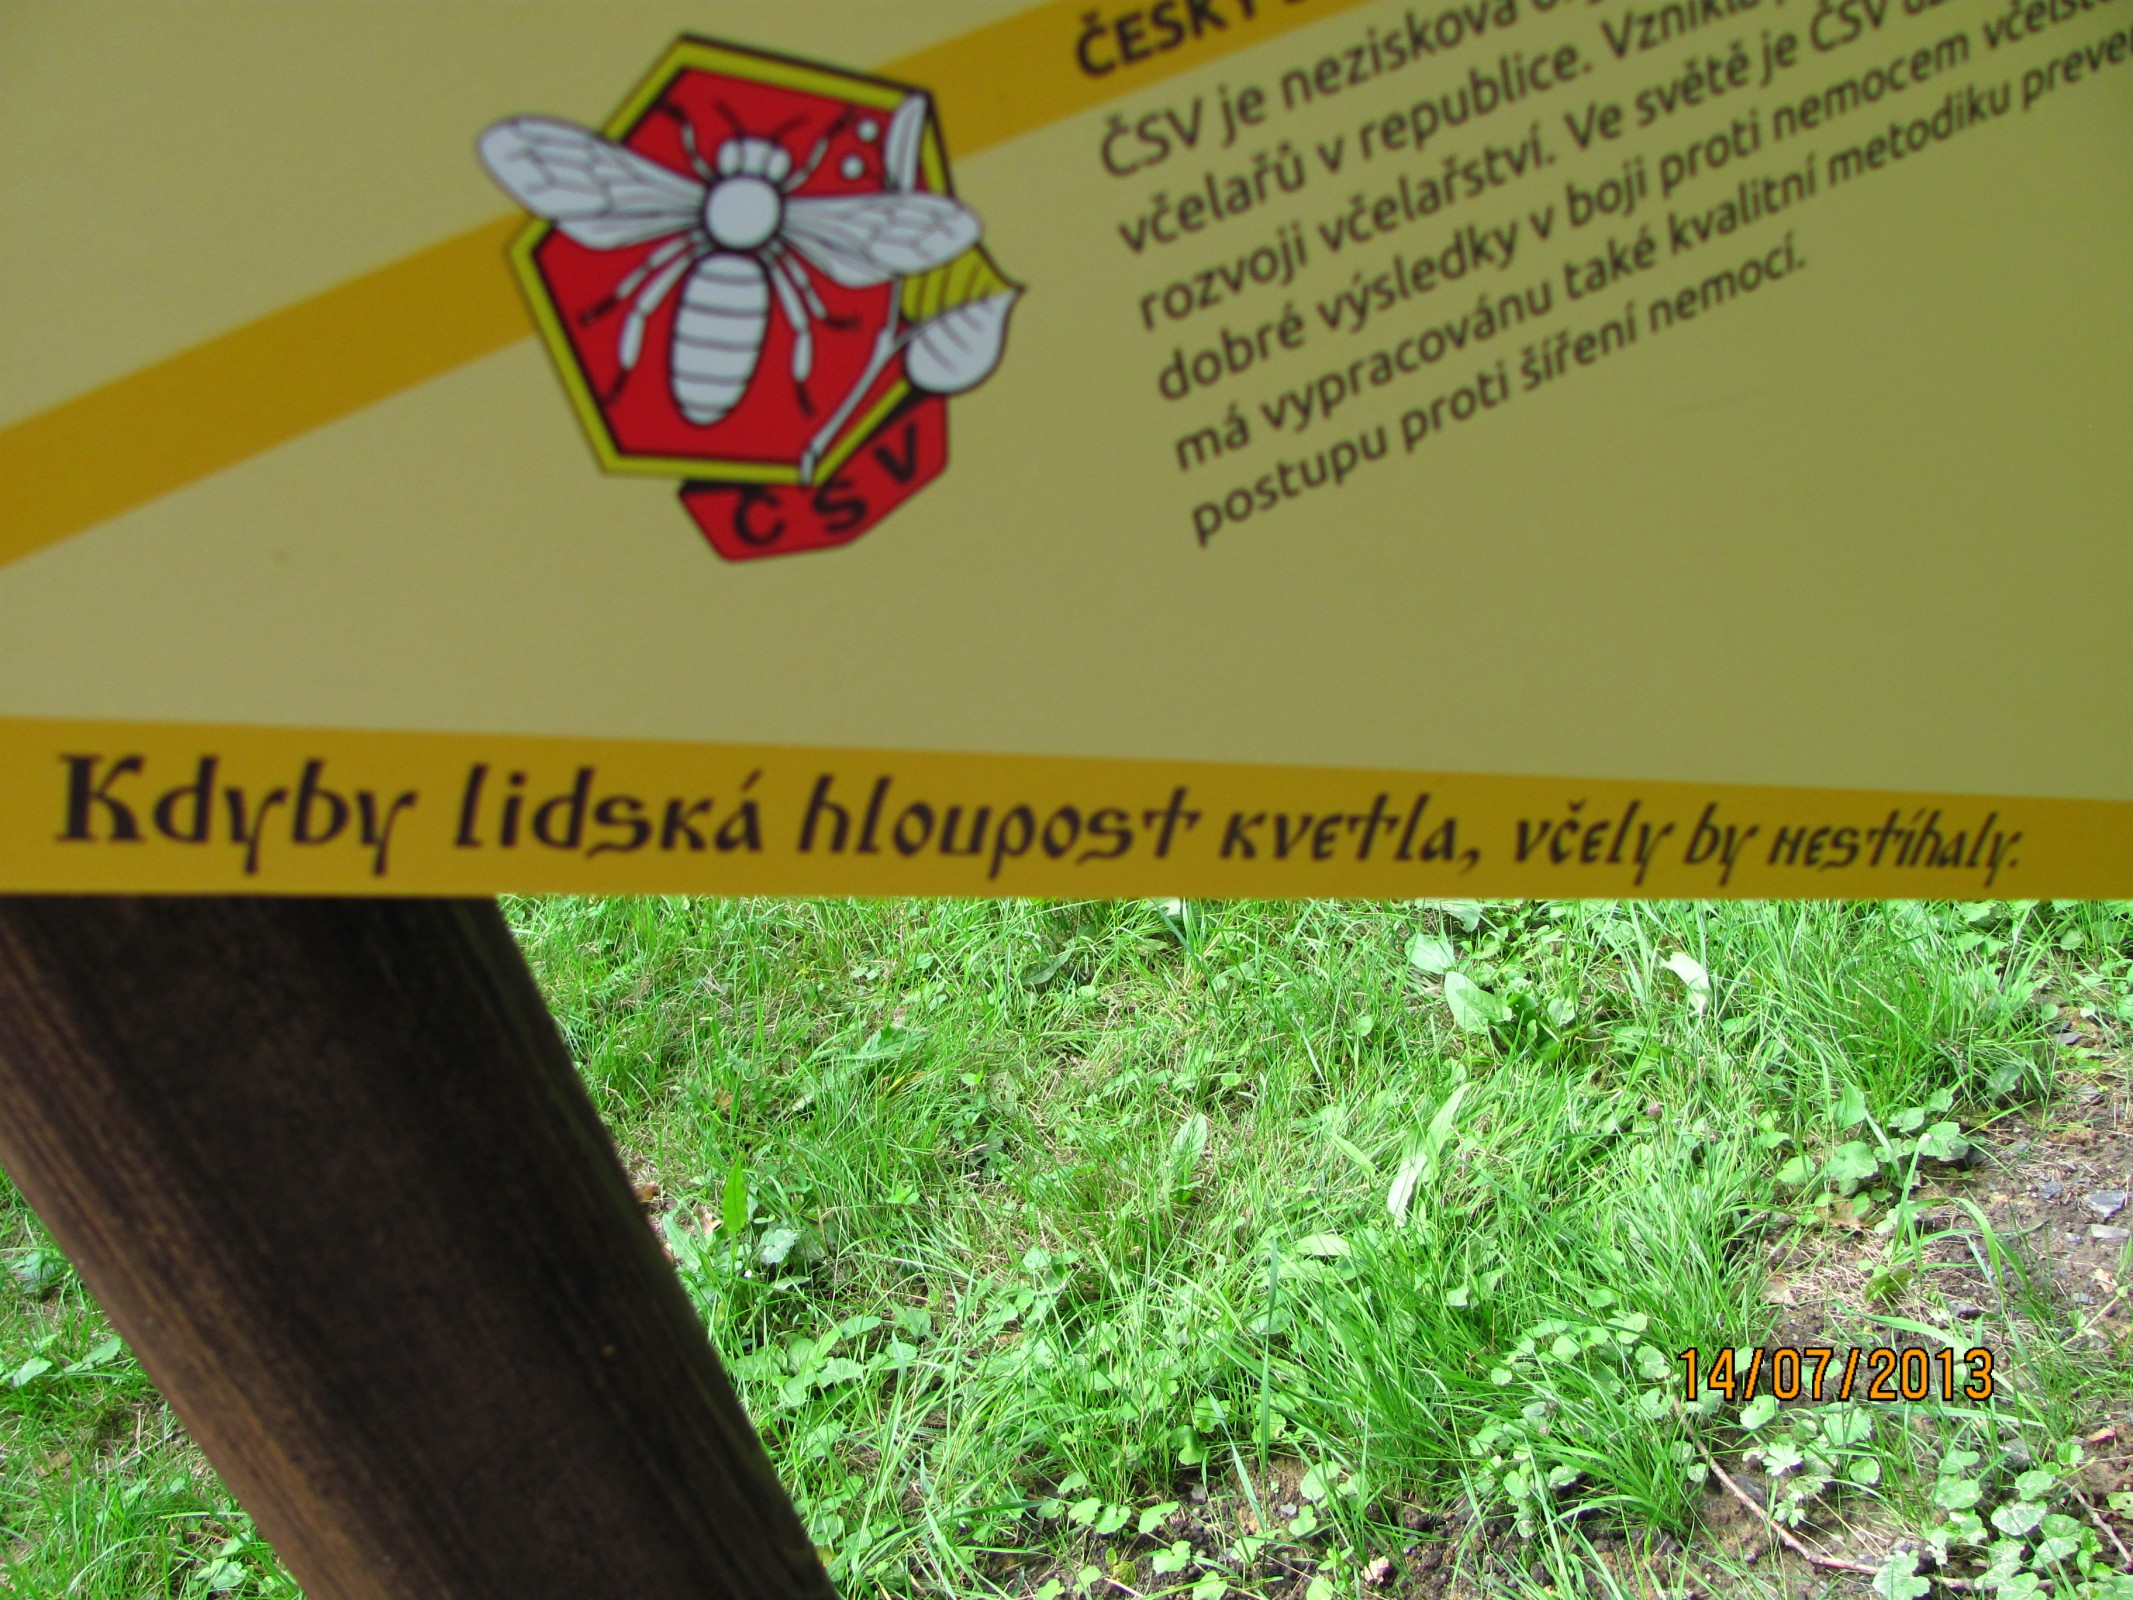 ČESKÝ
ČSV je nezisková
včelařů v republice. Vznikla
rozvoji včelařství. Ve světě je ČSV
dobré výsledky v boji proti nemocem
má vypracovánu také kvalitní metodiku
postupu proti šíření nemocí.
ČSV
Kdyby lidská hloupost kvetla, včely by nestíhaly.
14/07/2013